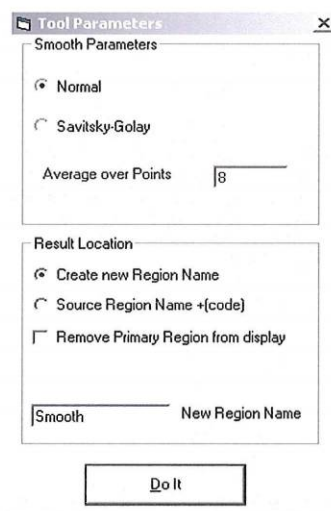 Tool Parameters
Smooth Parameters
Normal
Savitsky-Golay
Average over Points 8
Result Location
Create new Region Name
Source Region Name +(code)
Remove Primary Region from display
Smooth New Region Name
Do It